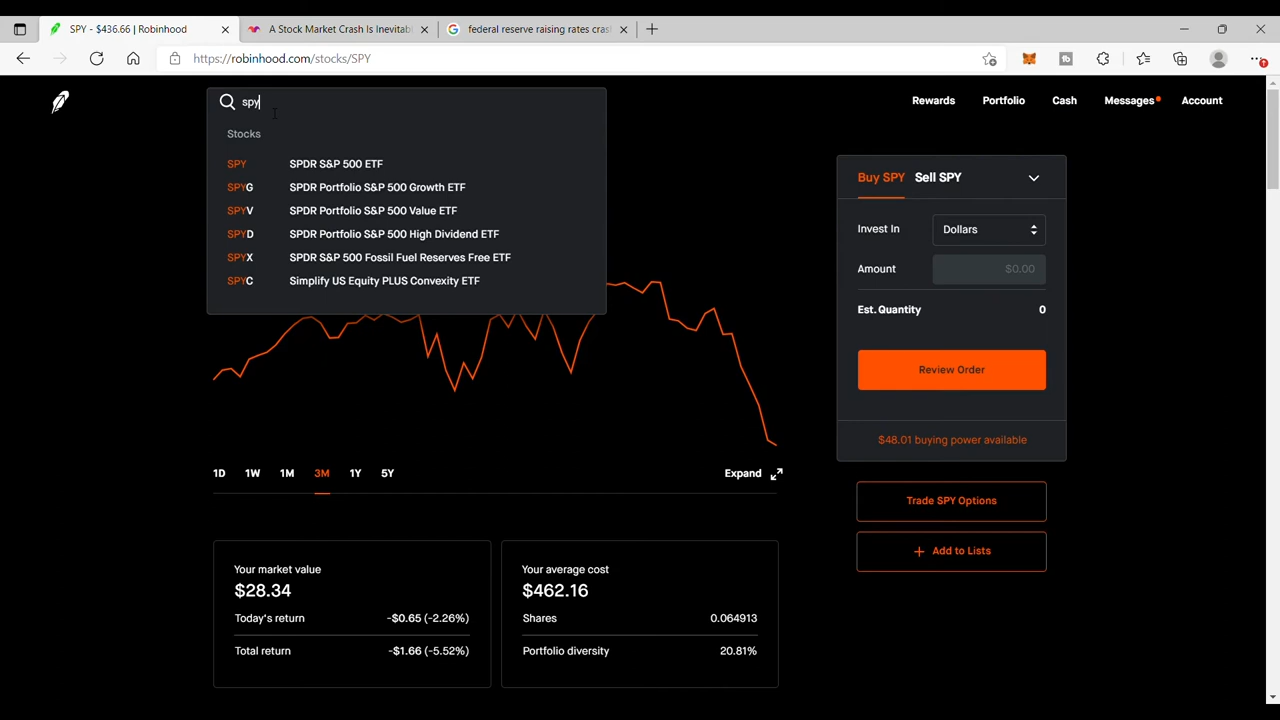 SPY - $436.66 | Robinhood
A Stock Market Crash Is Inevitabl
federal reserve raising rates cras
https://robinhood.com/stocks/SPY
spy
Rewards
Portfolio
Cash
Messages
Account
Stocks
SPY SPDR S&P 500 ETF
SPYG SPDR Portfolio S&P 500 Growth ETF
SPYV SPDR Portfolio S&P 500 Value ETF
SPYD SPDR Portfolio S&P 500 High Dividend ETF
SPYX SPDR S&P 500 Fossil Fuel Reserves Free ETF
SPYC Simplify US Equity PLUS Convexity ETF
Buy SPY Sell SPY
Invest In Dollars
Amount $0.00
Est. Quantity 0
Review Order
$48.01 buying power available
Trade SPY Options
+ Add to Lists
1D 1W 1M 3M 1Y 5Y Expand
Your market value
$28.34
Today's return -$0.65 (-2.26%)
Total return -$1.66 (-5.52%)
Your average cost
$462.16
Shares 0.064913
Portfolio diversity 20.81%